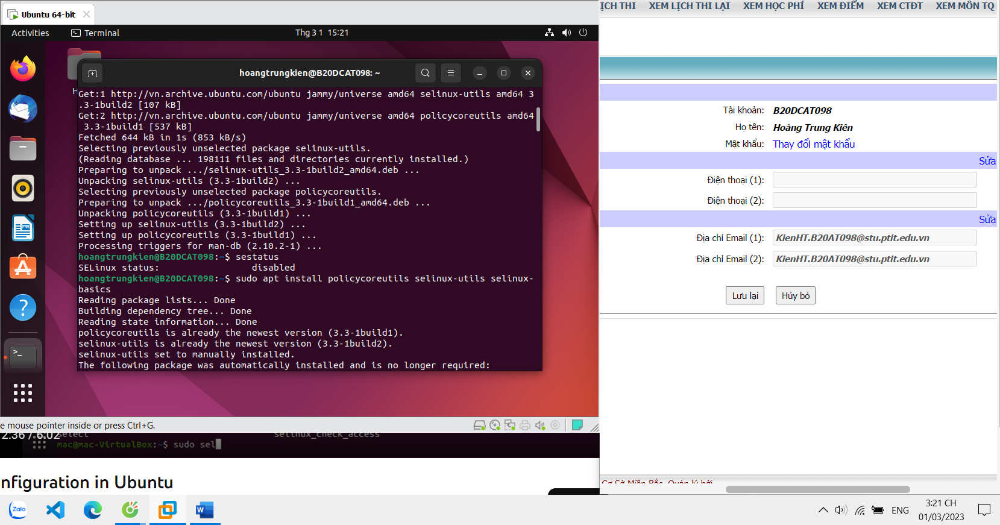 Ubuntu 64-bit
Activities
Terminal
Thg 3 1 15:21
hoangtrungkien@B20DCAT098: ~
Get:1 http://vn.archive.ubuntu.com/ubuntu jammy/universe amd64 selinux-utils amd64 3
.3-1build2 [107 kB]
Get:2 http://vn.archive.ubuntu.com/ubuntu jammy/universe amd64 policycoreutils amd64
3.3-1build1 [537 kB]
Fetched 644 kB in 1s (853 kB/s)
Selecting previously unselected package selinux-utils.
(Reading database ... 198111 files and directories currently installed.)
Preparing to unpack .../selinux-utils_3.3-1build2_amd64.deb ...
Unpacking selinux-utils (3.3-1build2) ...
Selecting previously unselected package policycoreutils.
Preparing to unpack .../policycoreutils_3.3-1build1_amd64.deb ...
Unpacking policycoreutils (3.3-1build1) ...
Setting up selinux-utils (3.3-1build2) ...
Setting up policycoreutils (3.3-1build1) ...
Processing triggers for man-db (2.10.2-1) ...
hoangtrungkien@B20DCAT098:~$ sestatus
SELinux status: disabled
hoangtrungkien@B20DCAT098:~$ sudo apt install policycoreutils selinux-utils selinux-
basics
Reading package lists... Done
Building dependency tree... Done
Reading state information... Done
policycoreutils is already the newest version (3.3-1build1).
selinux-utils is already the newest version (3.3-1build2).
selinux-utils set to manually installed.
The following package was automatically installed and is no longer required:
e mouse pointer inside or press Ctrl+G.
2:36 / 6:02
select selinux_check_access
mac@mac-VirtualBox:~$ sudo sel
nfiguration in Ubuntu
ỊCH THI XEM LỊCH THI LẠI XEM HỌC PHÍ XEM ĐIỂM XEM CTĐT XEM MÔN TQ
Tài khoản: B20DCAT098
Họ tên: Hoàng Trung Kiên
Mật khẩu: Thay đổi mật khẩu
Sửa
Điện thoại (1):
Điện thoại (2):
Sửa
Địa chỉ Email (1): KienHT.B20AT098@stu.ptit.edu.vn
Địa chỉ Email (2): KienHT.B20AT098@stu.ptit.edu.vn
Lưu lại Hủy bỏ
Cơ Sở Miền Bắc. Quản lý bởi
Zalo
W
ENG
3:21 CH
01/03/2023